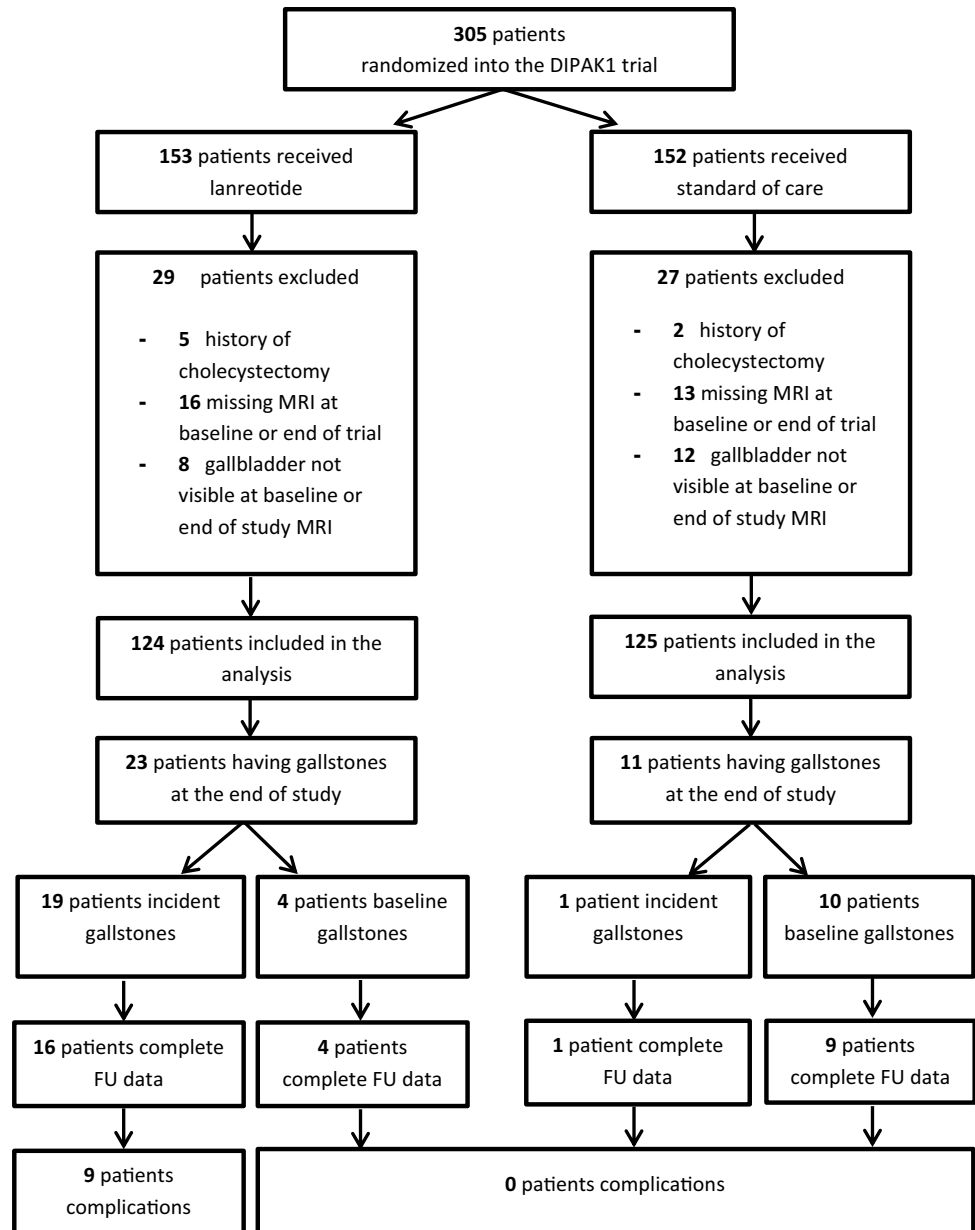 305 patients
randomized into the DIPAK1 trial
153 patients received
lanreotide
152 patients received
standard of care
29 patients excluded
- 5 history of
cholecystectomy
- 16 missing MRI at
baseline or end of trial
- 8 gallbladder not
visible at baseline or
end of study MRI
27 patients excluded
- 2 history of
cholecystectomy
- 13 missing MRI at
baseline or end of trial
- 12 gallbladder not
visible at baseline or
end of study MRI
124 patients included in the
analysis
125 patients included in the
analysis
23 patients having gallstones
at the end of study
11 patients having gallstones
at the end of study
19 patients incident
gallstones
4 patients baseline
gallstones
1 patient incident
gallstones
10 patients
baseline gallstones
16 patients complete
FU data
4 patients
complete FU data
1 patient complete
FU data
9 patients
complete FU data
9 patients
complications
0 patients complications